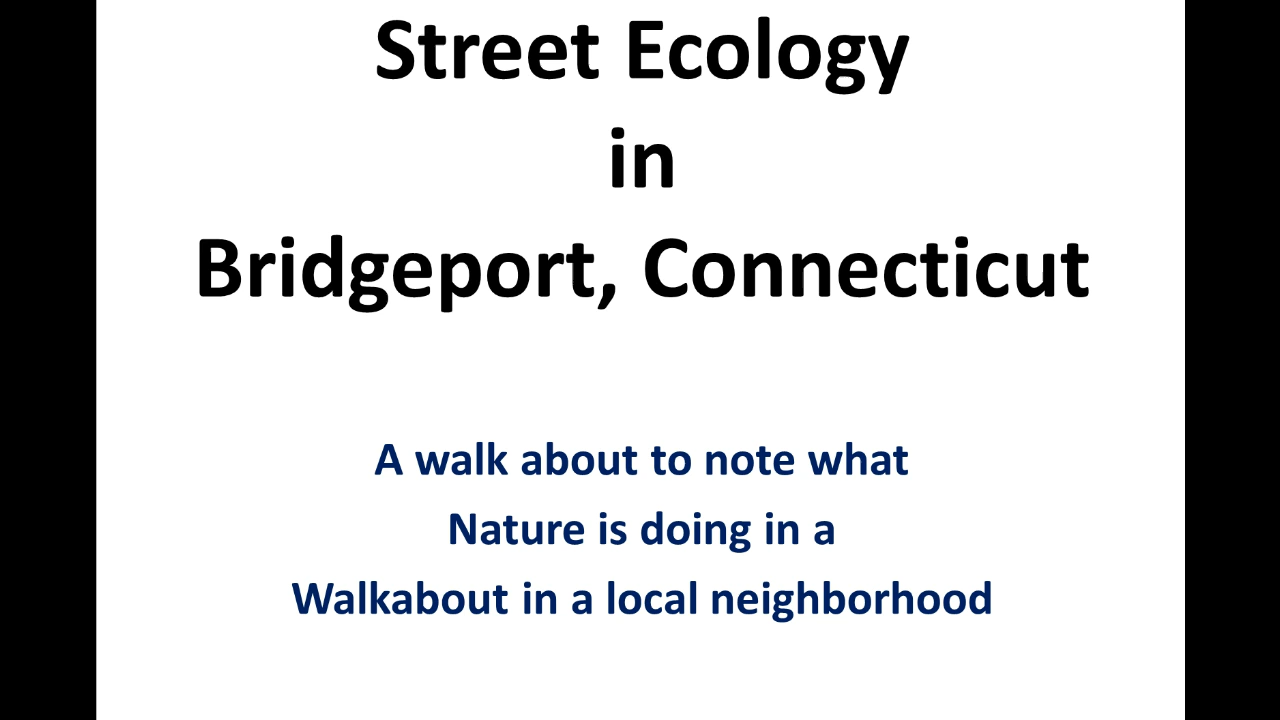 Street Ecology
in
Bridgeport, Connecticut
A walk about to note what
Nature is doing in a
Walkabout in a local neighborhood